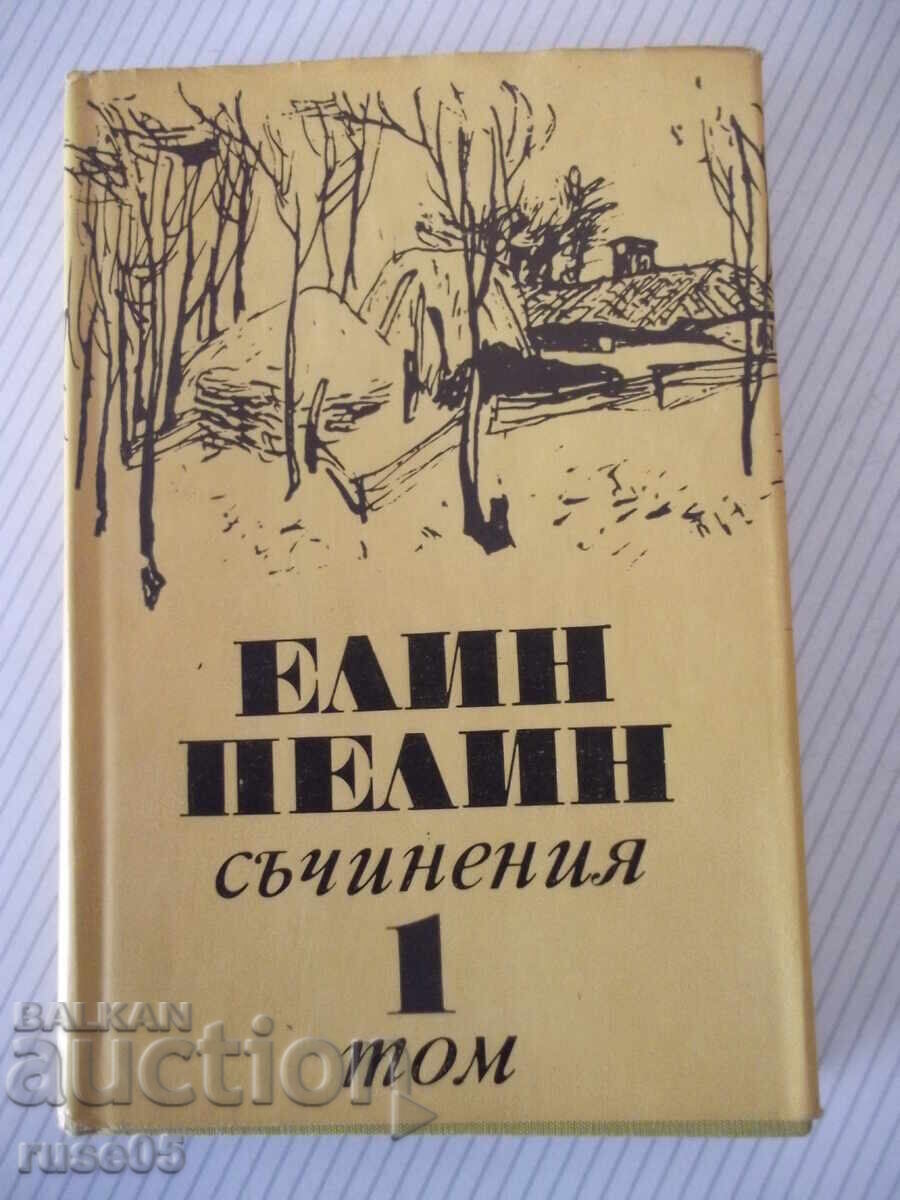 ЕЛИН
ПЕЛИН
съчинения
1
том
BALKAN
auction
ruse05